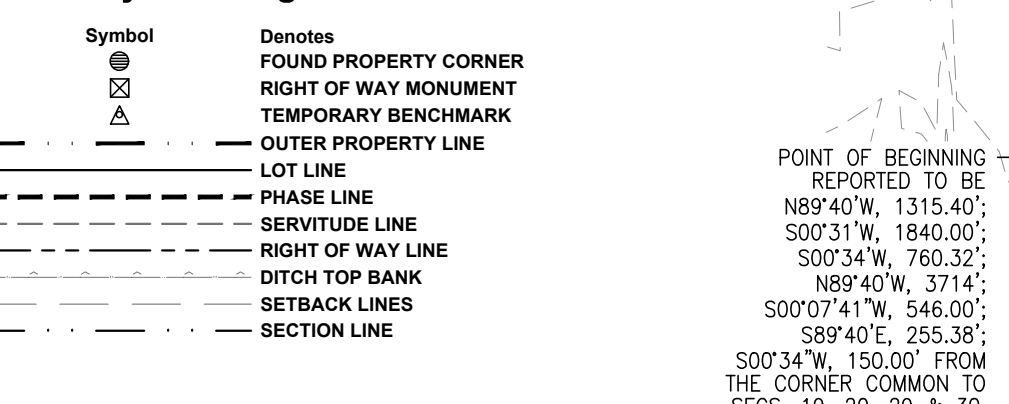 Symbol Denotes
FOUND PROPERTY CORNER
RIGHT OF WAY MONUMENT
TEMPORARY BENCHMARK
OUTER PROPERTY LINE
LOT LINE
PHASE LINE
SERVITUDE LINE
RIGHT OF WAY LINE
DITCH TOP BANK
SETBACK LINES
SECTION LINE
POINT OF BEGINNING
REPORTED TO BE
N89°40'W, 1315.40';
S00°31'W, 1840.00';
S00°34'W, 760.32';
N89°40'W, 3714';
S00°07'41"W, 546.00';
S89°40'E, 255.38';
S00°34"W, 150.00' FROM
THE CORNER COMMON TO